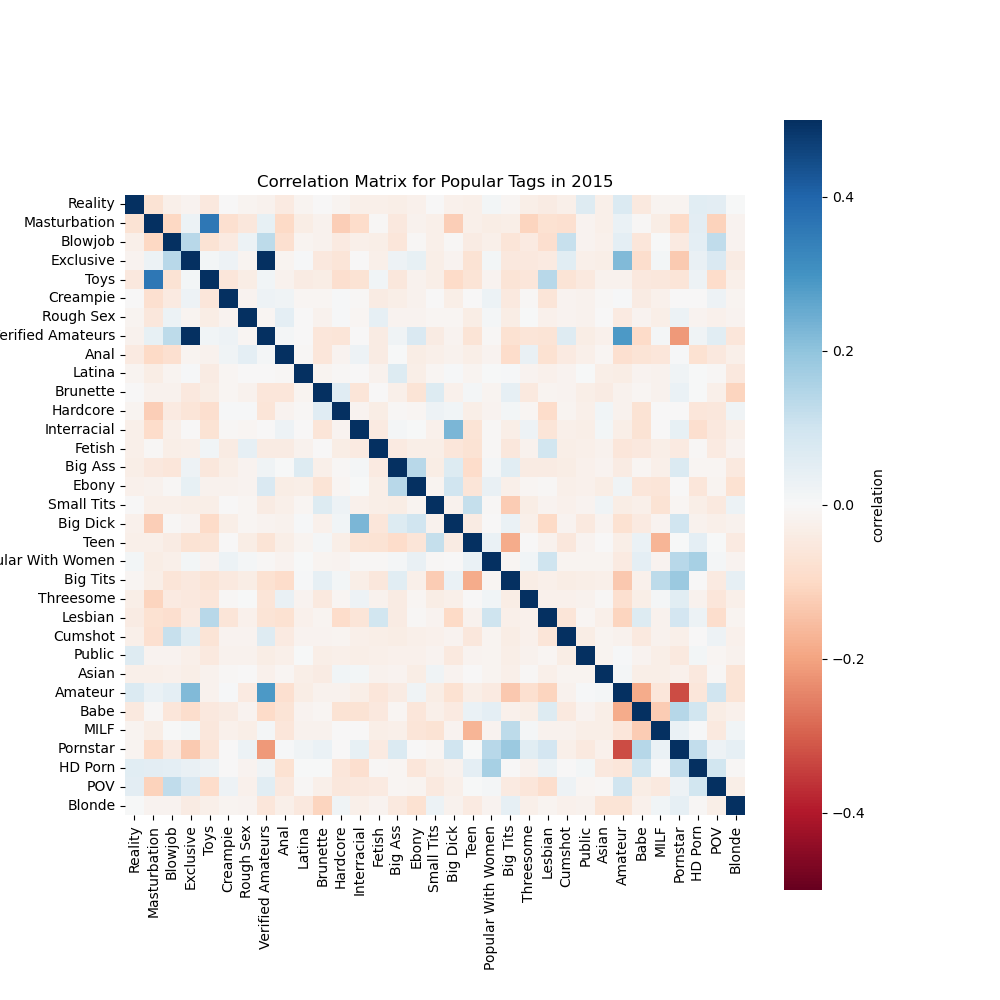 Correlation Matrix for Popular Tags in 2015
Reality
Masturbation
Blowjob
Exclusive
Toys
Creampie
Rough Sex
erified Amateurs
Anal
Latina
Brunette
Hardcore
Interracial
Fetish
Big Ass
Ebony
Small Tits
Big Dick
Teen
ular With Women
Big Tits
Threesome
Lesbian
Cumshot
Public
Asian
Amateur
Babe
MILF
Pornstar
HD Porn
POV
Blonde
Reality
Masturbation
Blowjob
Exclusive
Toys
Creampie
Rough Sex
Verified Amateurs
Anal
Latina
Brunette
Hardcore
Interracial
Fetish
Big Ass
Ebony
Small Tits
Big Dick
Teen
Popular With Women
Big Tits
Threesome
Lesbian
Cumshot
Public
Asian
Amateur
Babe
MILF
Pornstar
HD Porn
POV
Blonde
0.4
0.2
0.0
−0.2
−0.4
correlation